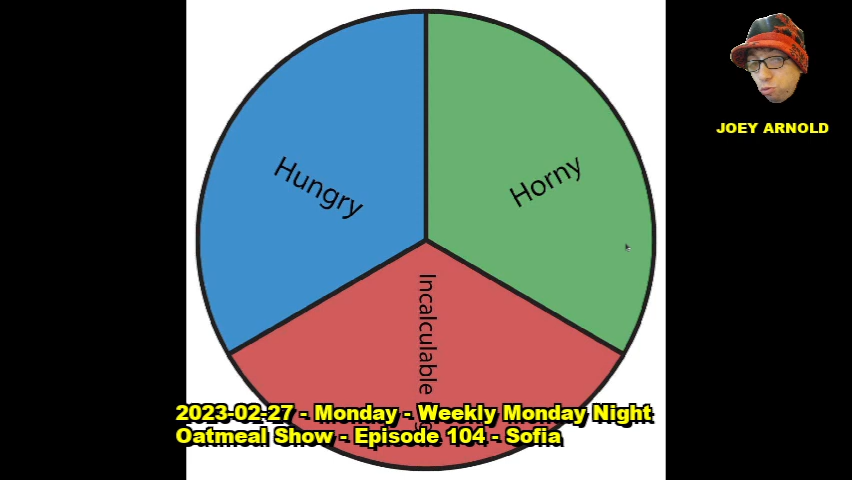 JOEY ARNOLD
Hungry
Horny
Incalculable
2023-02-27 - Monday - Weekly Monday Night
Oatmeal Show - Episode 104 - Sofia